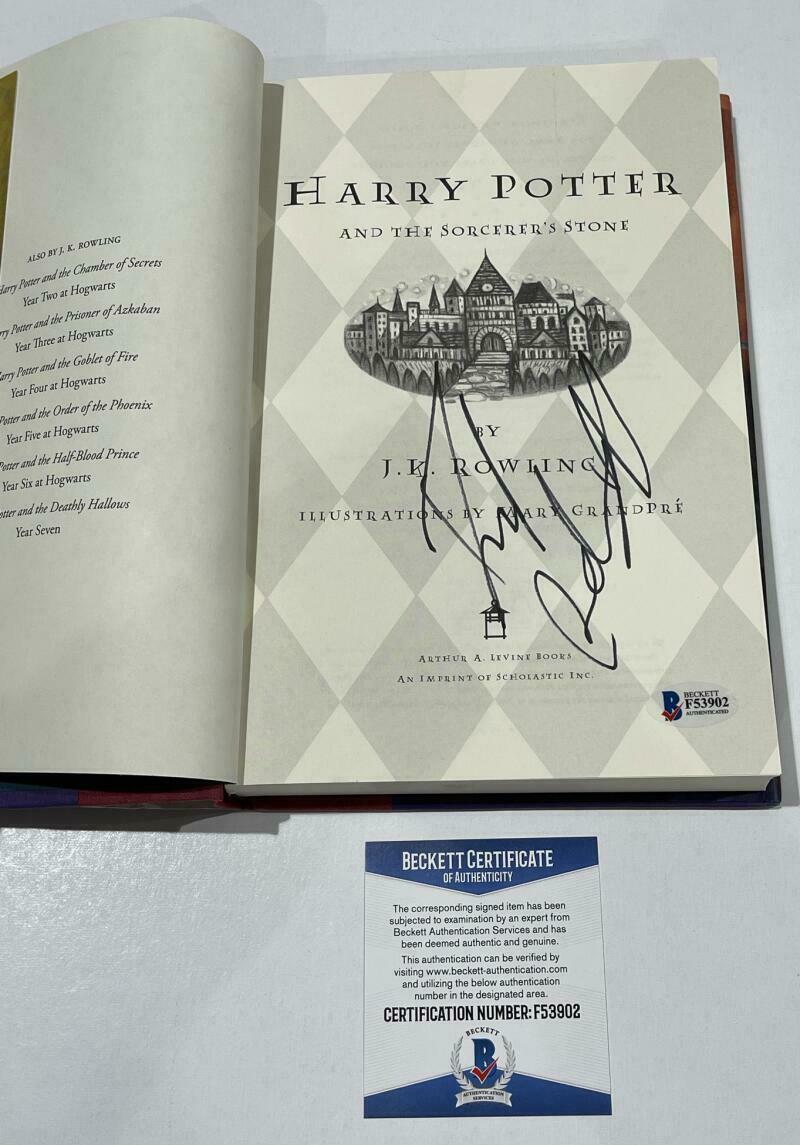 ALSO BY J. K. ROWLING
Harry Potter and the Chamber of Secrets
Year Two at Hogwarts
Potter and the Prisoner of Azkaban
Year Three at Hogwarts
Potter and the Goblet of Fire
Year Four at Hogwarts
Potter and the Order of the Phoenix
Year Five at Hogwarts
Potter and the Half-Blood Prince
Year Six at Hogwarts
and the Deathly Hallows
Year Seven
HARRY POTTER
AND THE SORCERER'S STONE
BY
J.K. ROWLING
ILLUSTRATIONS BY MARY GRANDPRÉ
ARTHUR A. LEVINE BOOKS
AN IMPRINT OF SCHOLASTIC INC.
BECKETT
F53902
AUTHENTICATED
BECKETT CERTIFICATE
OF AUTHENTICITY
The corresponding signed item has been
subjected to examination by an expert from
Beckett Authentication Services and has
been deemed authentic and genuine.
This authentication can be verified by
visiting www.beckett-authentication.com
and utilizing the below authentication
number in the designated area.
CERTIFICATION NUMBER: F53902
BECKETT
B
AUTHENTICATION
SERVICES